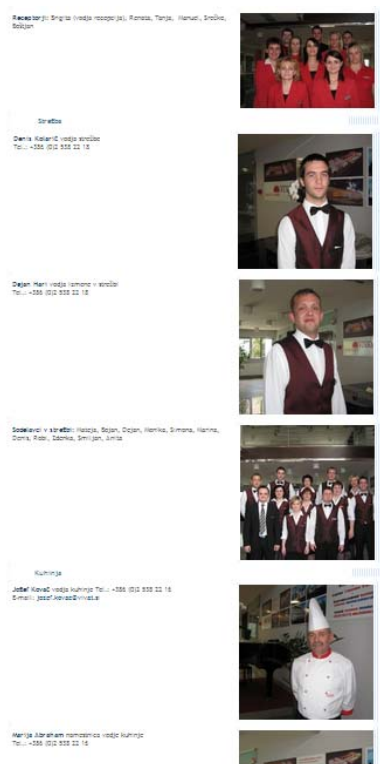 Receptorji: Ingrid (vodja recepcije), Renata, Tanja, Manuel, Srečko,
Boštjan
Strežba
Denis Kolarič vodja strežbe
Tel.: +386 (0)2 538 22 18
Dejan Hari vodja izmene v strežbi
Tel.: +386 (0)2 538 22 18
Sodelavci v strežbi: Mateja, Bojan, Dejan, Monika, Simona, Marina,
Denis, Robi, Zdenka, Smiljan, Anita
Kuhinja
Jožef Kovač vodja kuhinje Tel.: +386 (0)2 538 22 16
E-mail: jozef.kovac@vivat.si
Marija Abraham namestnica vodje kuhinje
Tel.: +386 (0)2 538 22 16